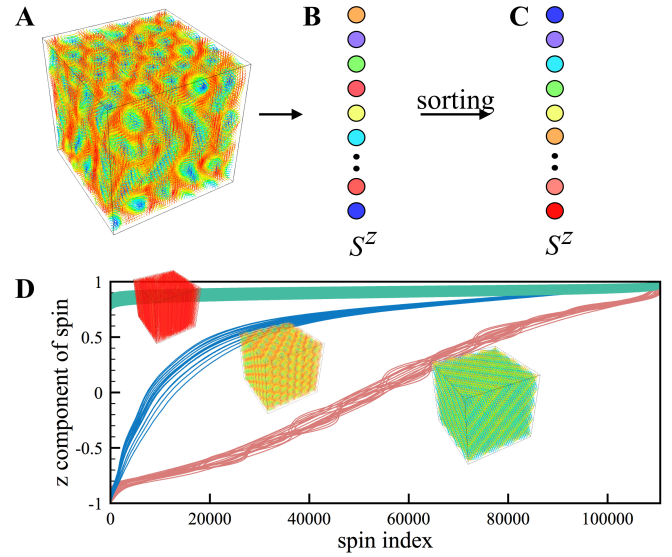 A
B
C
sorting
S^z
S^z
D
z component of spin
1
0.5
0
-0.5
-1
0
20000
40000
60000
80000
100000
spin index